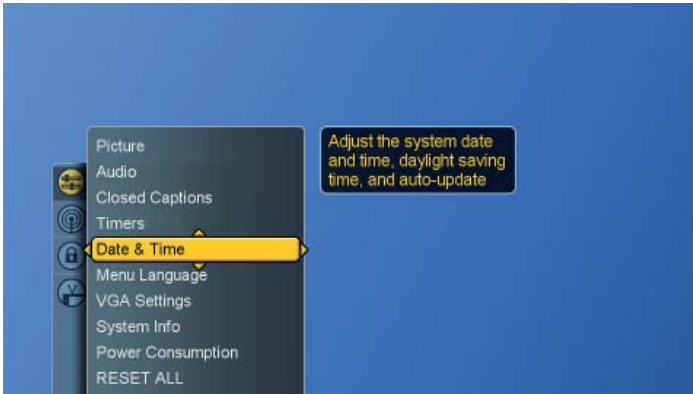 Picture
Audio
Closed Captions
Timers
Date & Time
Menu Language
VGA Settings
System Info
Power Consumption
RESET ALL
Adjust the system date
and time, daylight saving
time, and auto-update